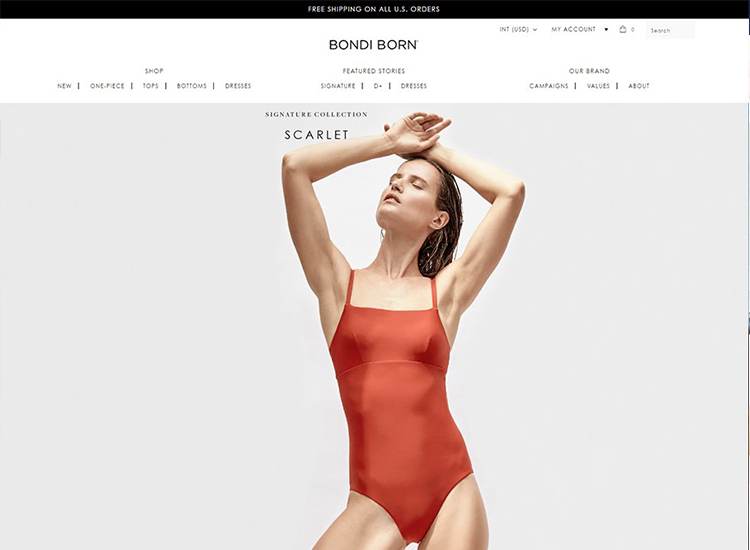 FREE SHIPPING ON ALL U.S. ORDERS
INT (USD) MY ACCOUNT 0 Search
BONDI BORN
SHOP FEATURED STORIES OUR BRAND
NEW | ONE-PIECE | TOPS | BOTTOMS | DRESSES SIGNATURE | D+ | DRESSES CAMPAIGNS | VALUES | ABOUT
SIGNATURE COLLECTION
SCARLET